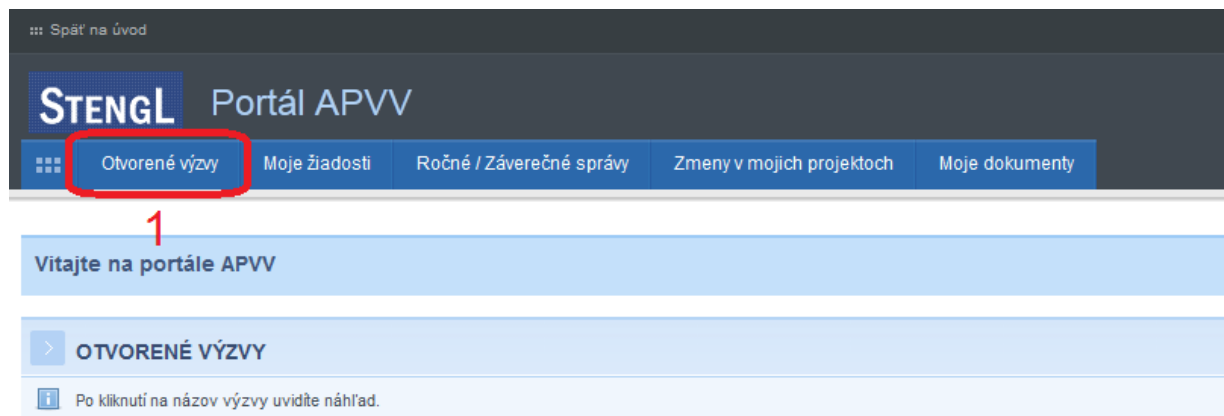 Späť na úvod
STENGL Portál APVV
Otvorené výzvy Moje žiadosti Ročné / Záverečné správy Zmeny v mojich projektoch Moje dokumenty
1
Vitajte na portále APVV
OTVORENÉ VÝZVY
Po kliknutí na názov výzvy uvidíte náhľad.